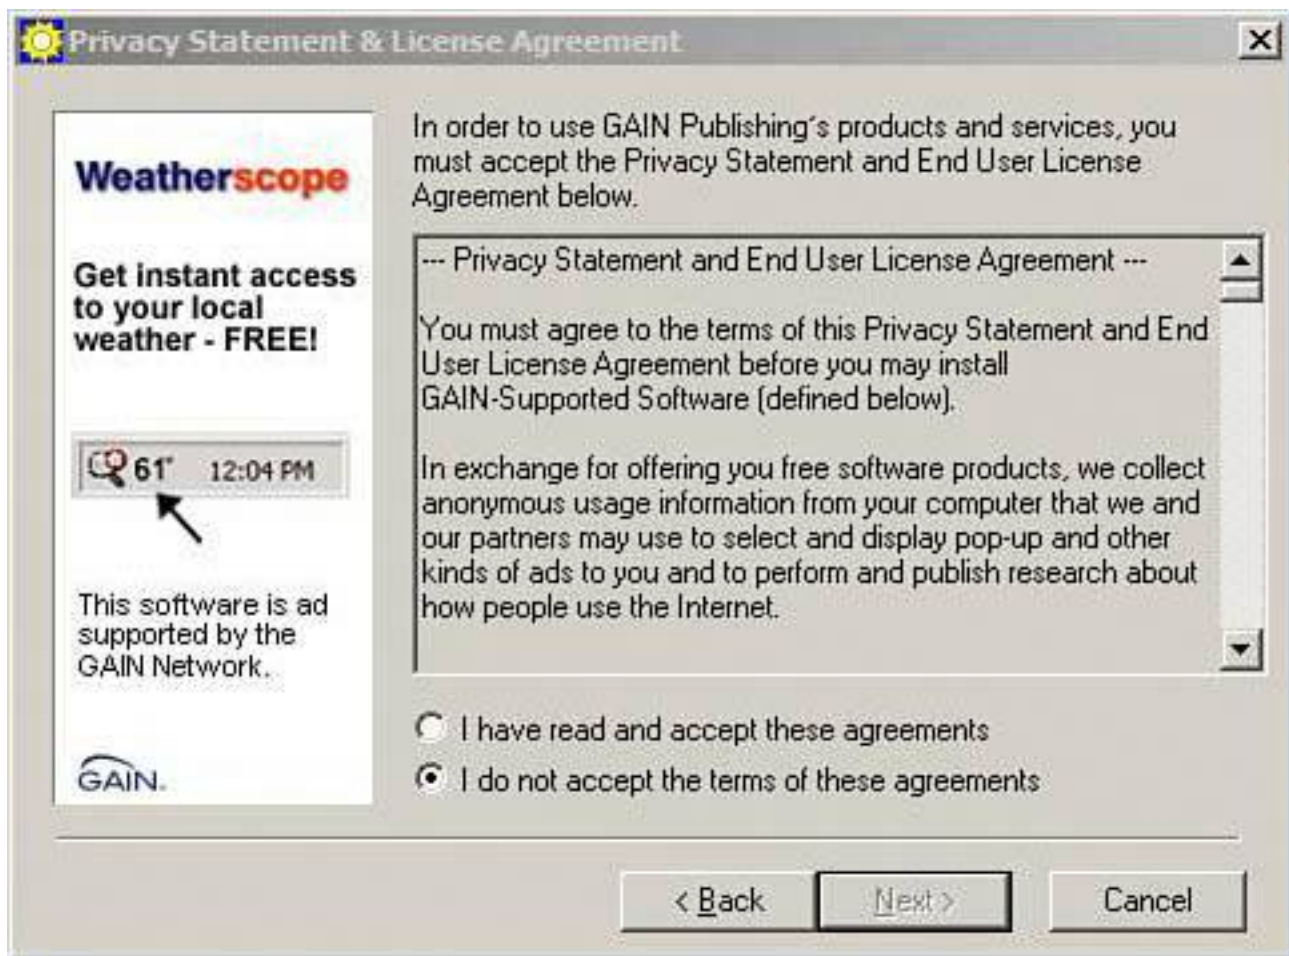 Privacy Statement & License Agreement
Weatherscope
Get instant access
to your local
weather - FREE!
61°
12:04 PM
This software is ad
supported by the
GAIN Network.
GAIN.
In order to use GAIN Publishing's products and services, you
must accept the Privacy Statement and End User License
Agreement below.
--- Privacy Statement and End User License Agreement ---
You must agree to the terms of this Privacy Statement and End
User License Agreement before you may install
GAIN-Supported Software (defined below).
In exchange for offering you free software products, we collect
anonymous usage information from your computer that we and
our partners may use to select and display pop-up and other
kinds of ads to you and to perform and publish research about
how people use the Internet.
I have read and accept these agreements
I do not accept the terms of these agreements
< Back
Next >
Cancel